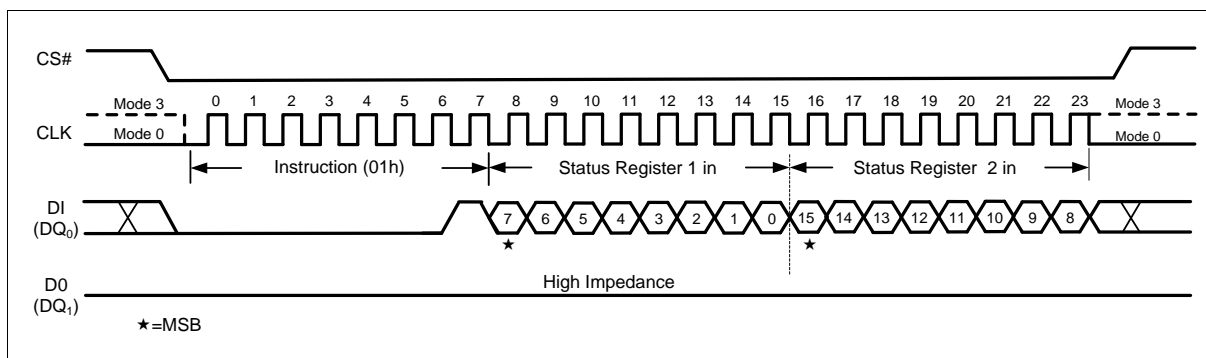 CS#
0 1 2 3 4 5 6 7 8 9 10 11 12 13 14 15 16 17 18 19 20 21 22 23
Mode 3
Mode 3
CLK
Mode 0
Mode 0
Instruction (01h)
Status Register 1 in
Status Register 2 in
DI
(DQ0)
7 6 5 4 3 2 1 0 15 14 13 12 11 10 9 8
★
★
High Impedance
D0
(DQ1)
★=MSB